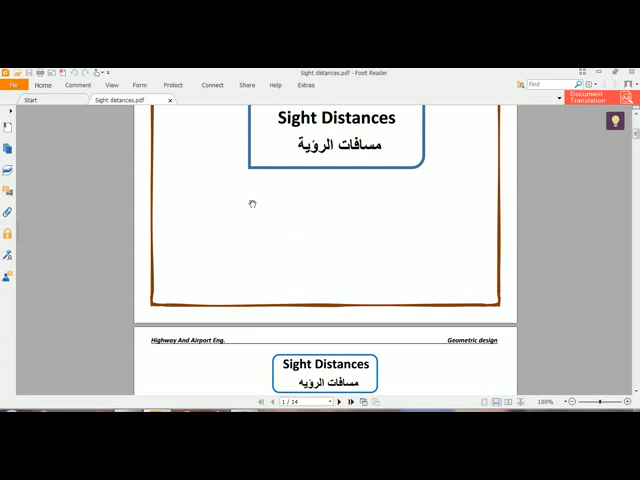 Sight distances.pdf - Foxit Reader
File Home Comment View Form Protect Connect Share Help Extras
Find
Start Sight distances.pdf
Document Translation
Sight Distances
مسافات الرؤية
Highway And Airport Eng. Geometric design
Sight Distances
مسافات الرؤيه
1 / 14
100%